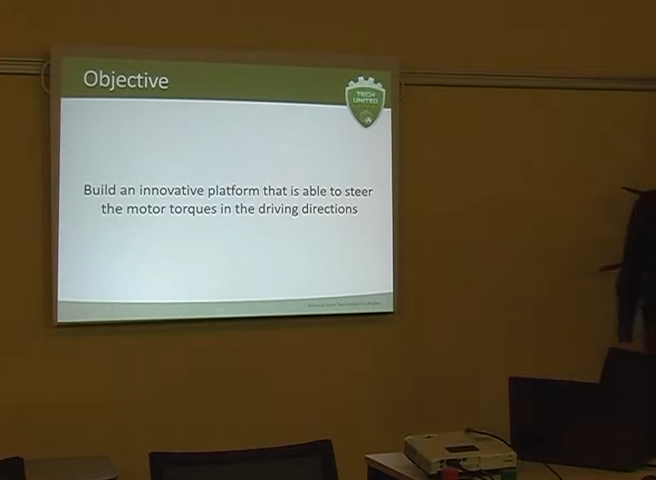 Objective
TECH
UNITED
Build an innovative platform that is able to steer
the motor torques in the driving directions